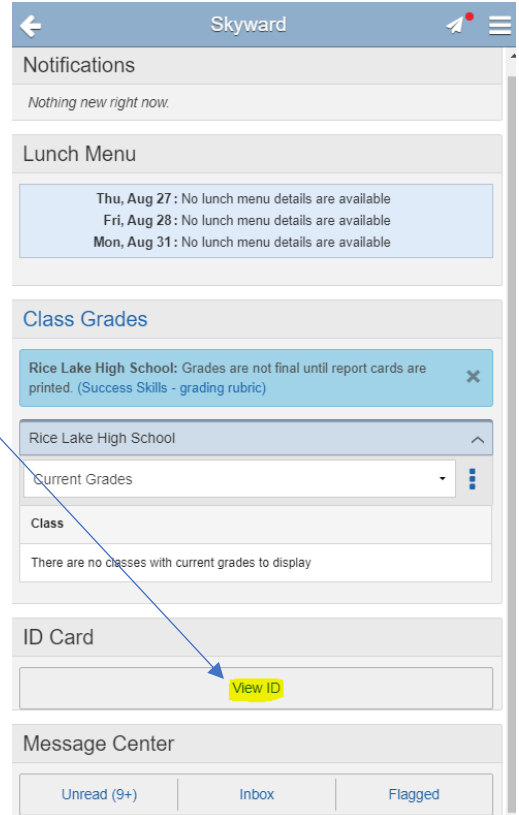 Skyward
Notifications
Nothing new right now.
Lunch Menu
Thu, Aug 27 : No lunch menu details are available
Fri, Aug 28 : No lunch menu details are available
Mon, Aug 31 : No lunch menu details are available
Class Grades
Rice Lake High School: Grades are not final until report cards are
printed. (Success Skills - grading rubric)
Rice Lake High School
Current Grades
Class
There are no classes with current grades to display
ID Card
View ID
Message Center
Unread (9+) Inbox Flagged